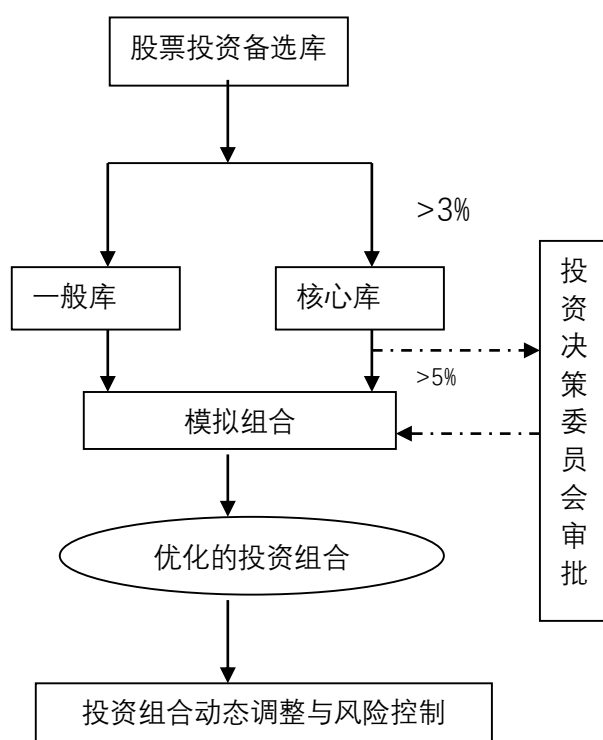 股票投资备选库
>3%
一般库
核心库
投资决策委员会审批
>5%
模拟组合
优化的投资组合
投资组合动态调整与风险控制